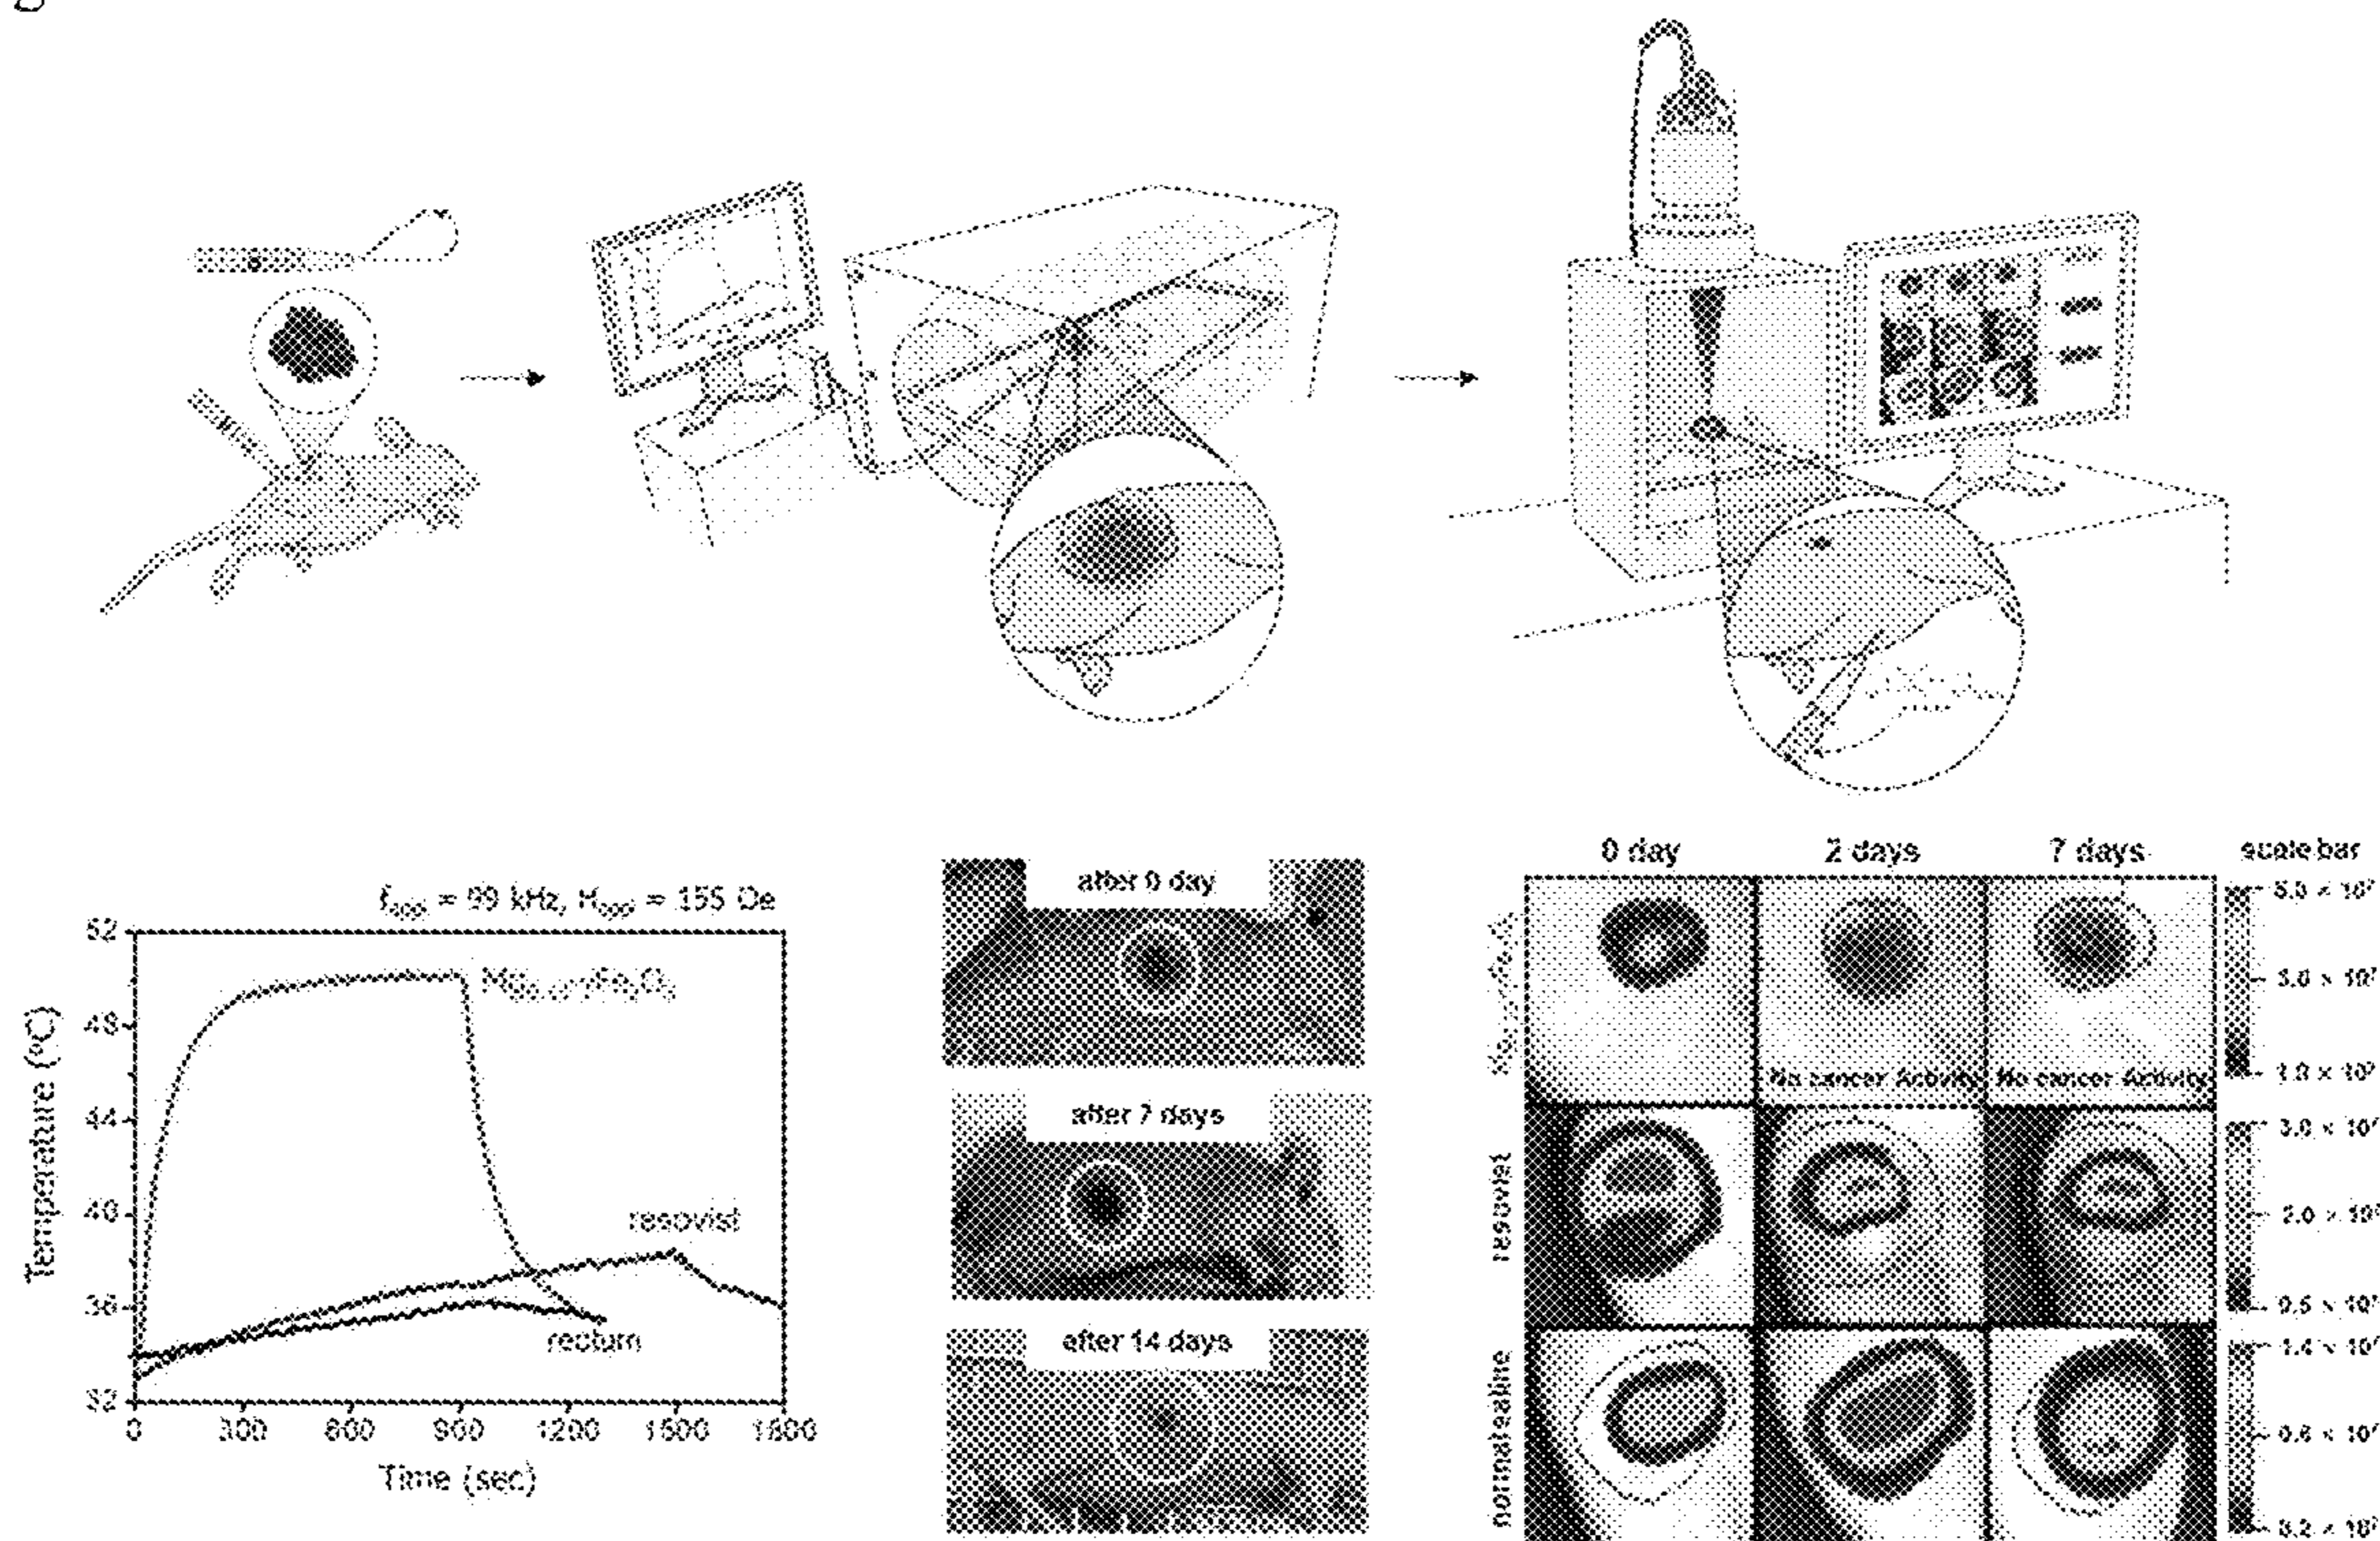 = 99 kHz, = 155 Oe
52
48
44
40
36
32
Temperature (°C)
resovist
rectum
0 300 600 900 1200 1500 1800
Time (sec)
after 0 day
after 7 days
after 14 days
0 day 2 days 7 days scale bar
No cancer Activity No cancer Activity
resovist
normal saline